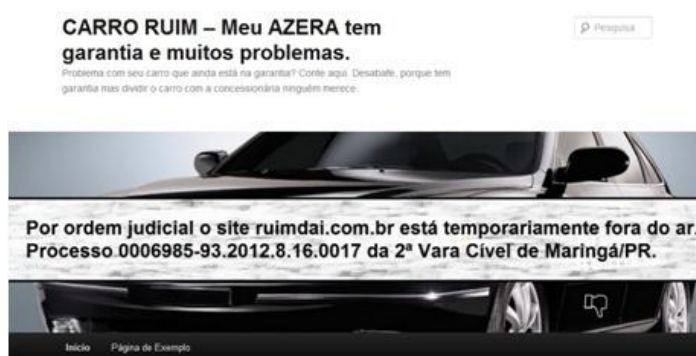 CARRO RUIM – Meu AZERA tem
garantia e muitos problemas.
Pesquisa
Problema com seu carro que ainda está na garantia? Conte aqui. Desabafe, porque tem
garantia mas dividir o carro com a concessionária ninguém merece.
Por ordem judicial o site ruimdai.com.br está temporariamente fora do ar.
Processo 0006985-93.2012.8.16.0017 da 2ª Vara Cível de Maringá/PR.
Início Página de Exemplo